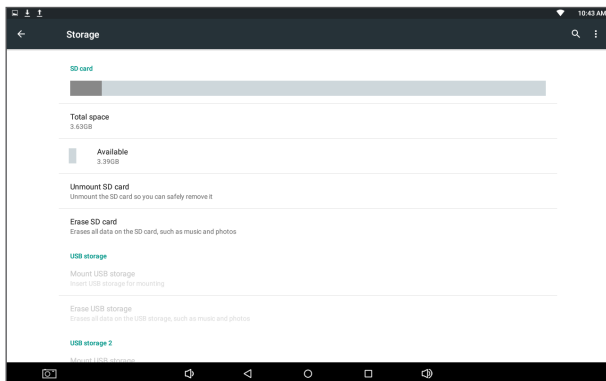 10:43 AM
Storage
SD card
Total space
3.63GB
Available
3.39GB
Unmount SD card
Unmount the SD card so you can safely remove it
Erase SD card
Erases all data on the SD card, such as music and photos
USB storage
Mount USB storage
Insert USB storage for mounting
Erase USB storage
Erases all data on the USB storage, such as music and photos
USB storage 2
Mount USB storage